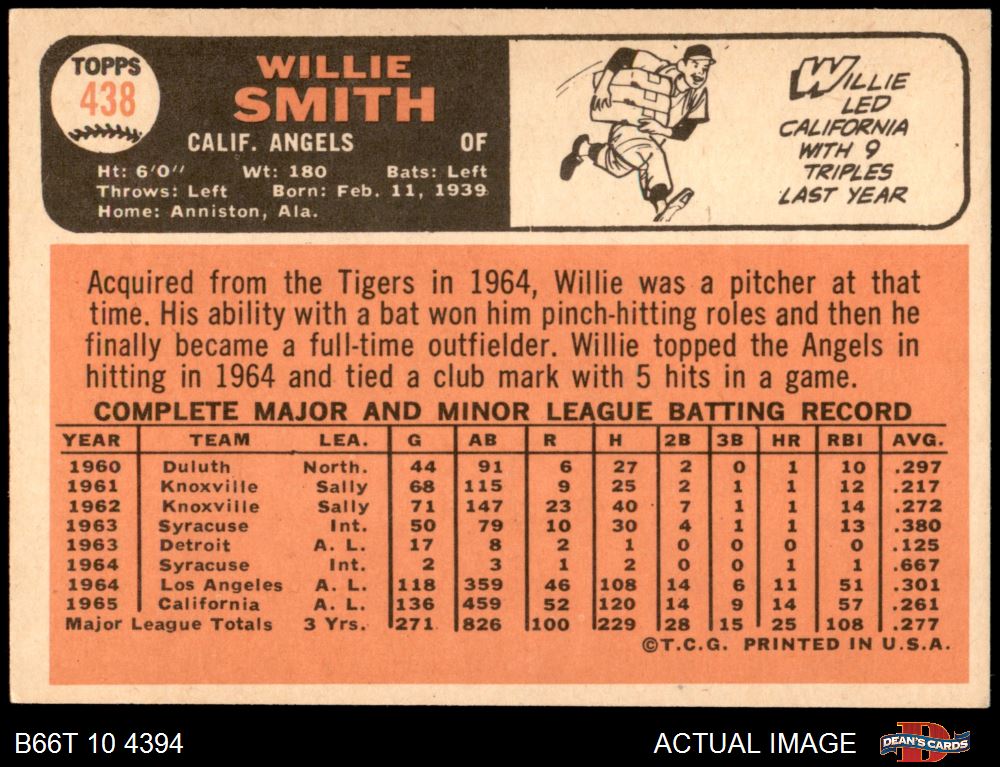 TOPPS
438
WILLIE
SMITH
CALIF. ANGELS OF
Ht: 6'0" Wt: 180 Bats: Left
Throws: Left Born: Feb. 11, 1939
Home: Anniston, Ala.
WILLIE
LED
CALIFORNIA
WITH 9
TRIPLES
LAST YEAR
Acquired from the Tigers in 1964, Willie was a pitcher at that
time. His ability with a bat won him pinch-hitting roles and then he
finally became a full-time outfielder. Willie topped the Angels in
hitting in 1964 and tied a club mark with 5 hits in a game.
COMPLETE MAJOR AND MINOR LEAGUE BATTING RECORD
YEAR TEAM LEA. G AB R H 2B 3B HR RBI AVG.
1960 Duluth North. 44 91 6 27 2 0 1 10 .297
1961 Knoxville Sally 68 115 9 25 2 1 1 12 .217
1962 Knoxville Sally 71 147 23 40 7 1 1 14 .272
1963 Syracuse Int. 50 79 10 30 4 1 1 13 .380
1963 Detroit A. L. 17 8 2 1 0 0 0 0 .125
1964 Syracuse Int. 2 3 1 2 0 0 1 1 .667
1964 Los Angeles A. L. 118 359 46 108 14 6 11 51 .301
1965 California A. L. 136 459 52 120 14 9 14 57 .261
Major League Totals 3 Yrs. 271 826 100 229 28 15 25 108 .277
©T.C.G. PRINTED IN U.S.A.
B66T 10 4394 ACTUAL IMAGE
D
DEAN'S CARDS